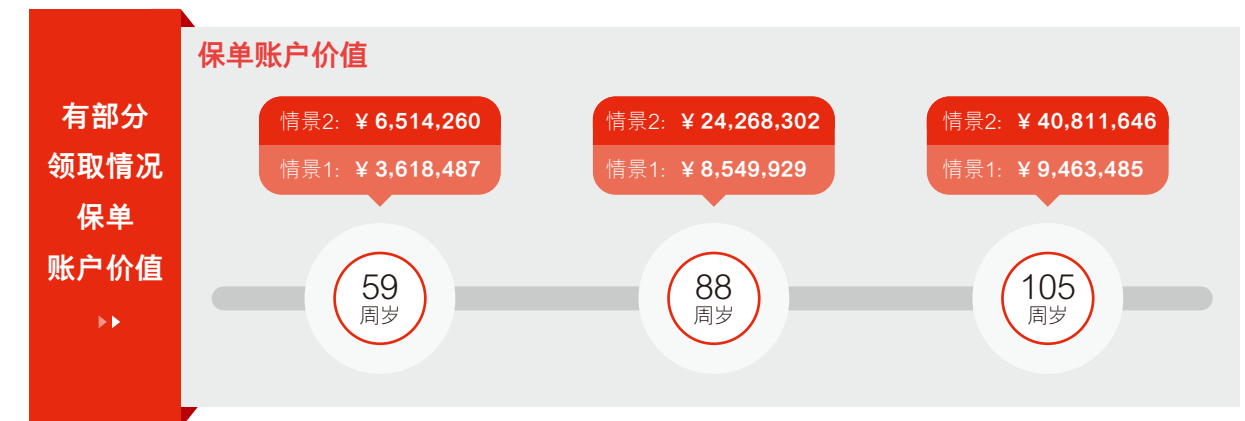 有部分
领取情况
保单
账户价值
保单账户价值
情景2: ¥ 6,514,260
情景1: ¥ 3,618,487
情景2: ¥ 24,268,302
情景1: ¥ 8,549,929
情景2: ¥ 40,811,646
情景1: ¥ 9,463,485
59
周岁
88
周岁
105
周岁